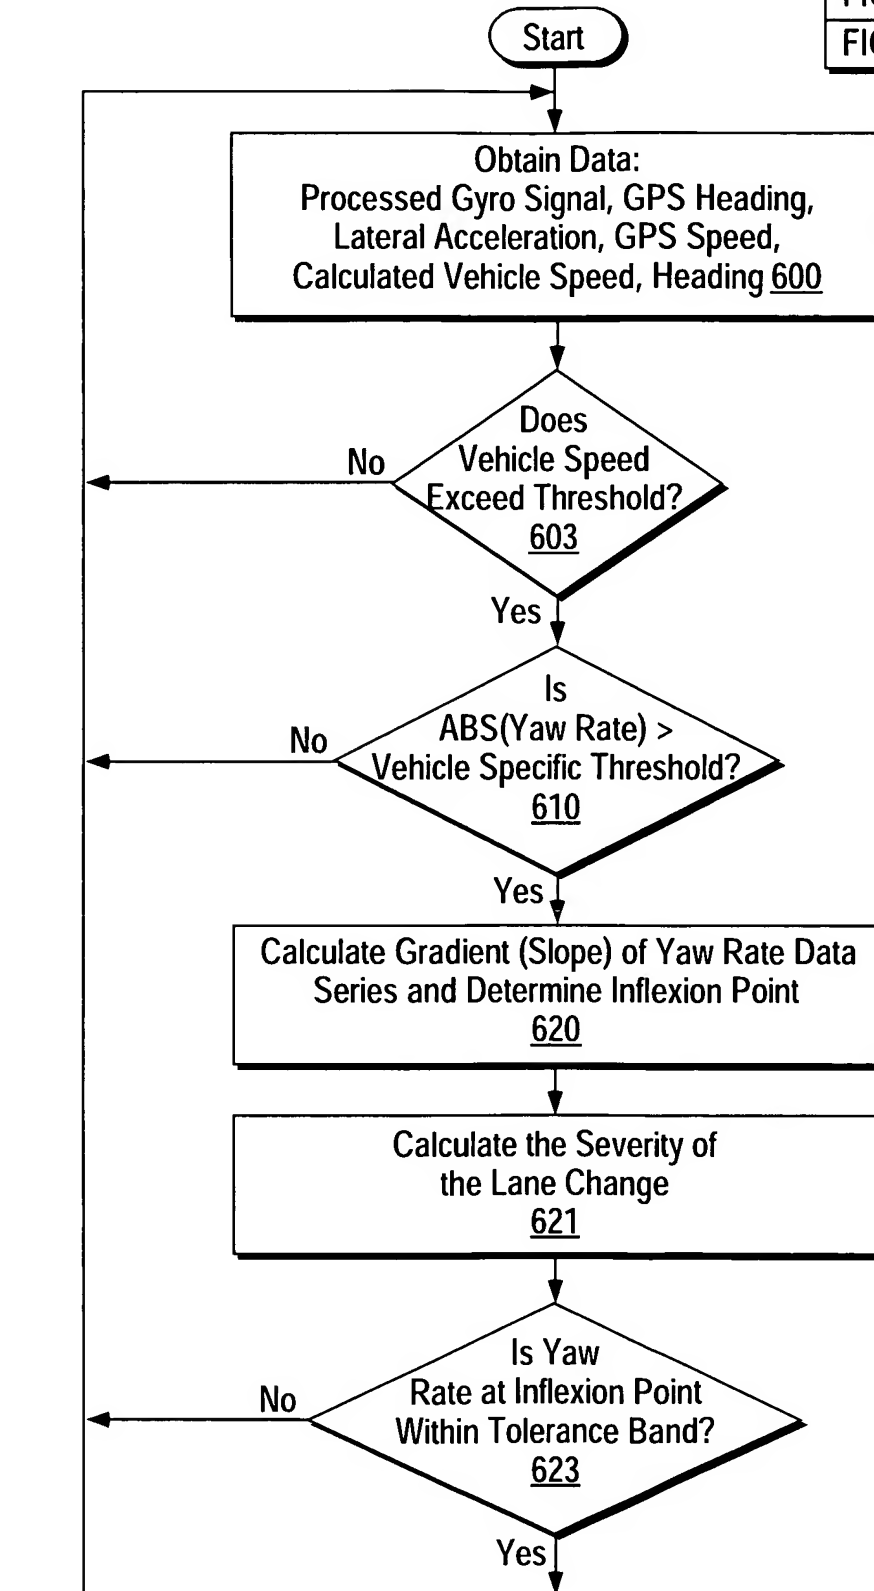 Start
FIG
Obtain Data:
Processed Gyro Signal, GPS Heading,
Lateral Acceleration, GPS Speed,
Calculated Vehicle Speed, Heading 600
Does
Vehicle Speed
Exceed Threshold?
603
No
Yes
Is
ABS(Yaw Rate) >
Vehicle Specific Threshold?
610
No
Yes
Calculate Gradient (Slope) of Yaw Rate Data
Series and Determine Inflexion Point
620
Calculate the Severity of
the Lane Change
621
Is Yaw
Rate at Inflexion Point
Within Tolerance Band?
623
No
Yes